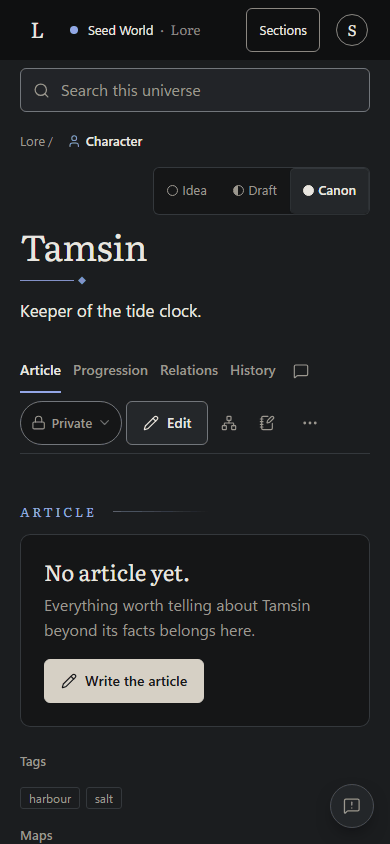 L
Seed World · Lore
Sections
S
Search this universe
Lore / Character
Idea
Draft
Canon
Tamsin
Keeper of the tide clock.
Article
Progression
Relations
History
Private
Edit
ARTICLE
No article yet.
Everything worth telling about Tamsin
beyond its facts belongs here.
Write the article
Tags
harbour
salt
Maps